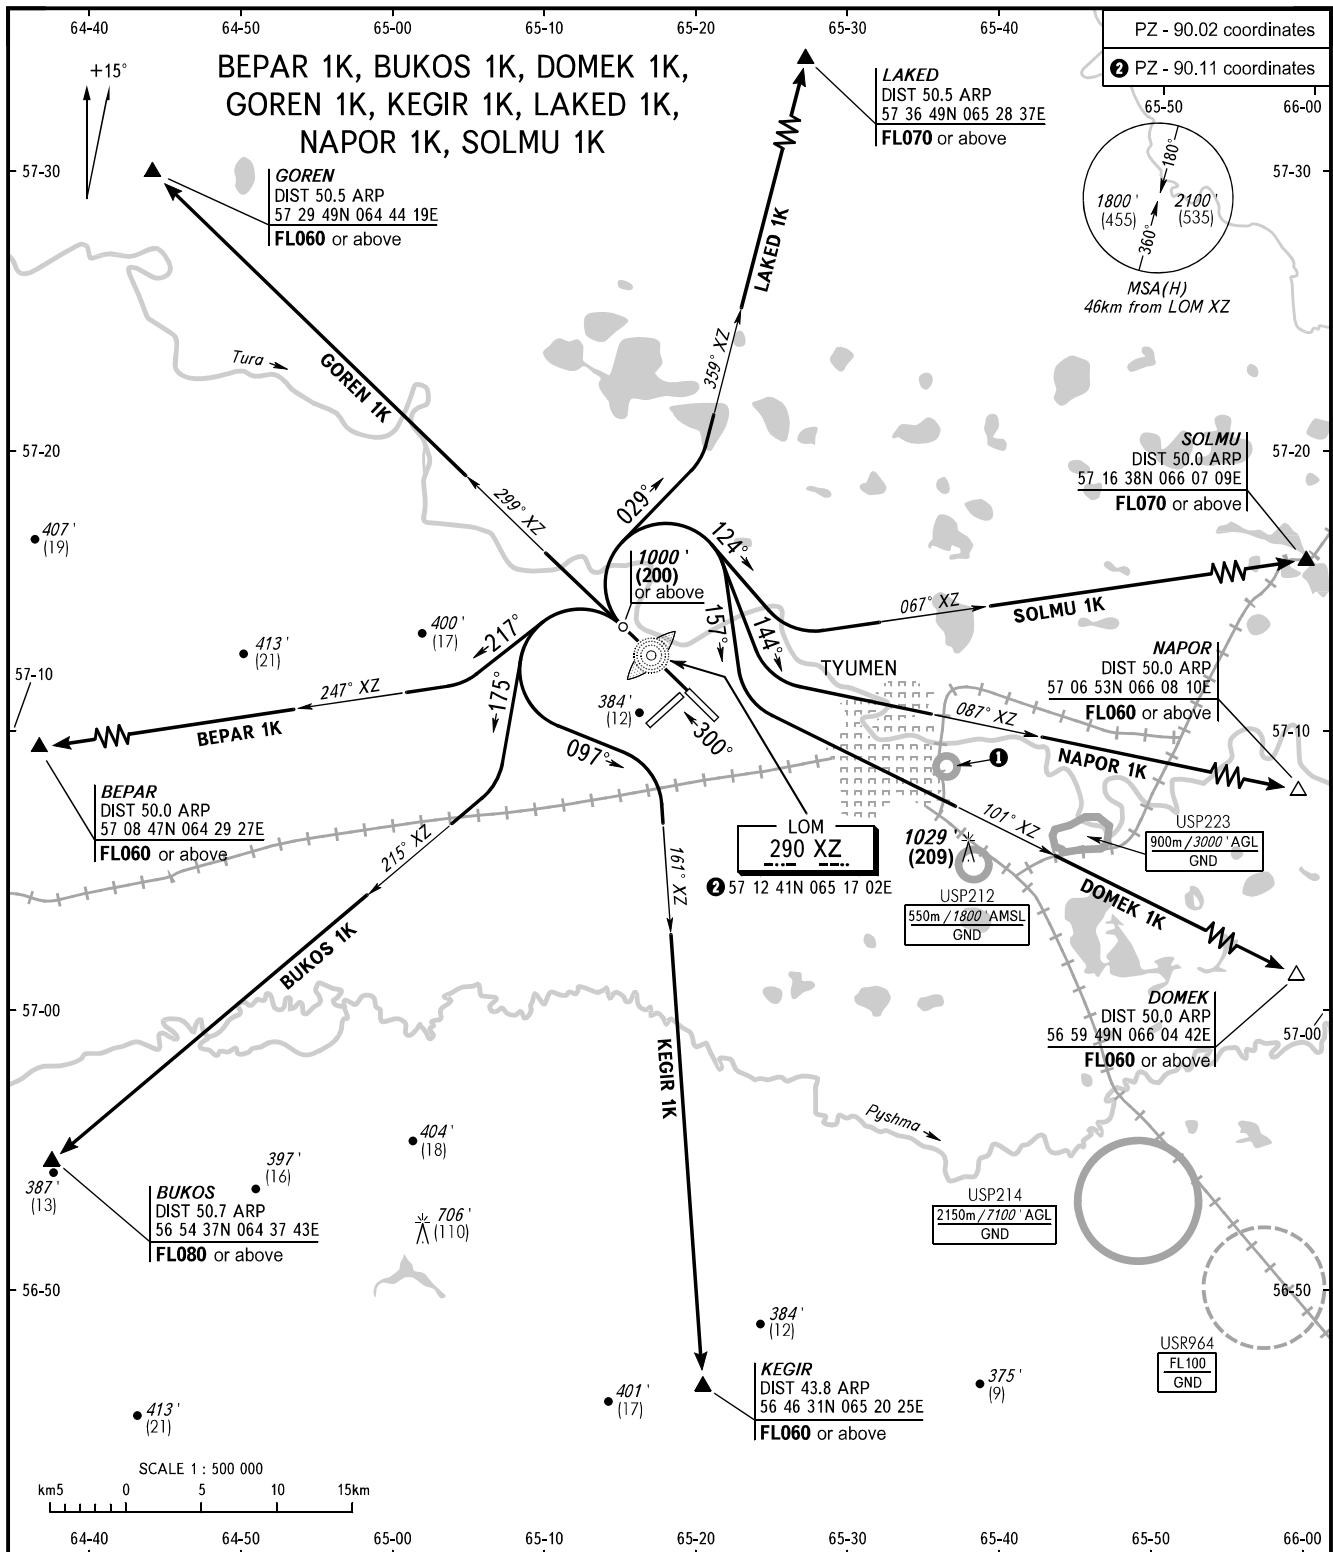 64-40 64-50 65-00 65-10 65-20 65-30 65-40
PZ - 90.02 coordinates
❷ PZ - 90.11 coordinates
65-50 66-00
+15°
BEPAR 1K, BUKOS 1K, DOMEK 1K,
GOREN 1K, KEGIR 1K, LAKED 1K,
NAPOR 1K, SOLMU 1K
LAKED
DIST 50.5 ARP
57 36 49N 065 28 37E
FL070 or above
57-30
57-30
GOREN
DIST 50.5 ARP
57 29 49N 064 44 19E
FL060 or above
180°
1800'
(455)
2100'
(535)
360°
MSA(H)
46km from LOM XZ
LAKED 1K
359° XZ
Tura
GOREN 1K
299° XZ
57-20
57-20
SOLMU
DIST 50.0 ARP
57 16 38N 066 07 09E
FL070 or above
407'
(19)
029°
124°
1000'
(200)
or above
067° XZ
SOLMU 1K
157°
144°
400'
(17)
413'
(21)
217°
175°
247° XZ
BEPAR 1K
57-10
TYUMEN
NAPOR
DIST 50.0 ARP
57 06 53N 066 08 10E
FL060 or above
384'
(12)
300°
087° XZ
NAPOR 1K
57-10
097°
❶
BEPAR
DIST 50.0 ARP
57 08 47N 064 29 27E
FL060 or above
215° XZ
161° XZ
LOM
290 XZ
❷ 57 12 41N 065 17 02E
101° XZ
1029'
(209)
USP223
900m/3000' AGL
GND
USP212
550m/1800' AMSL
GND
DOMEK 1K
BUKOS 1K
57-00
DOMEK
DIST 50.0 ARP
56 59 49N 066 04 42E
FL060 or above
57-00
KEGIR 1K
Pyshma
404'
(18)
397'
(16)
387'
(13)
BUKOS
DIST 50.7 ARP
56 54 37N 064 37 43E
FL080 or above
706'
(110)
USP214
2150m/7100' AGL
GND
56-50
56-50
384'
(12)
USR964
FL100
GND
KEGIR
DIST 43.8 ARP
56 46 31N 065 20 25E
FL060 or above
375'
(9)
401'
(17)
413'
(21)
SCALE 1 : 500 000
km5 0 5 10 15km
64-40 64-50 65-00 65-10 65-20 65-30 65-40 65-50 66-00